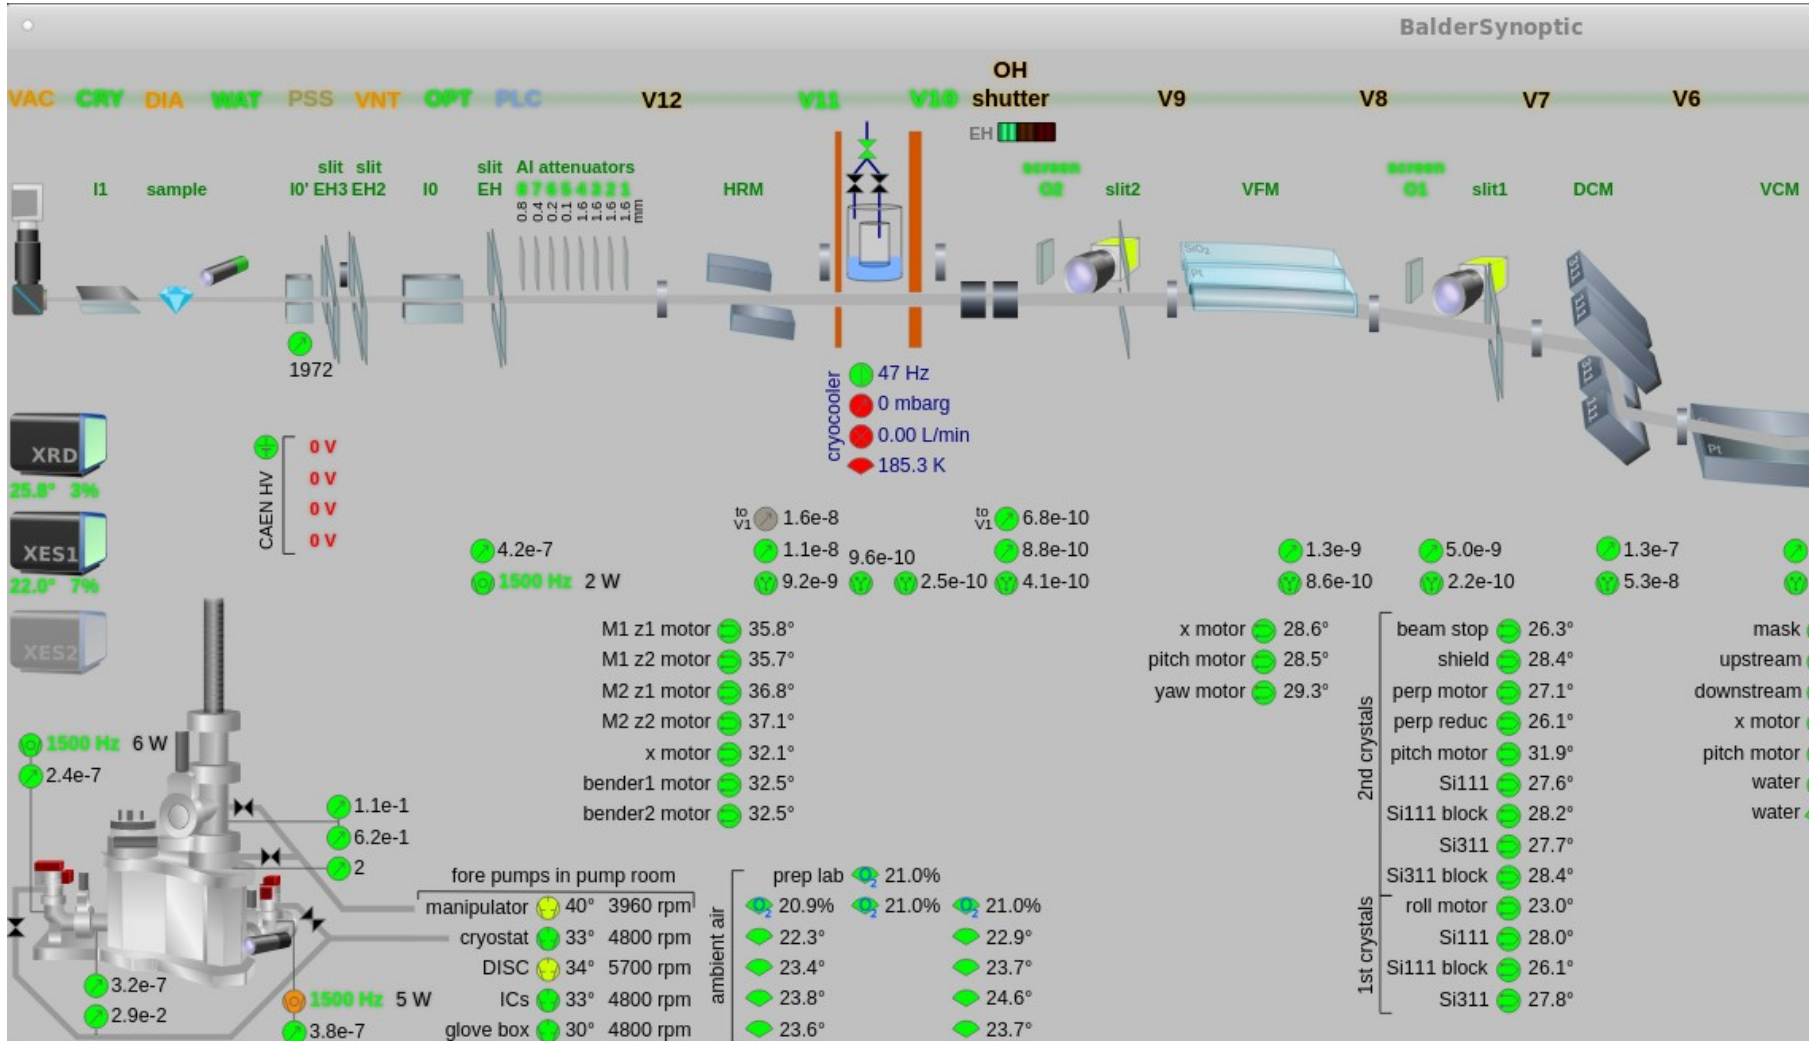 BalderSynoptic
VAC CRY DIA WAT PSS VNT OPT PLC V12 V11 V10 OH shutter V9 V8 V7 V6
EH
I1 sample I0' slit EH3 slit EH2 I0 slit EH Al attenuators HRM screen O2 slit2 VFM screen O1 slit1 DCM VCM
8 7 6 5 4 3 2 1
0.8 0.4 0.2 0.1 1.6 1.6 1.6 1.6 mm
SiO2
Pt
311
111
311
111
Pt
1972
cryocooler
47 Hz
0 mbarg
0.00 L/min
185.3 K
XRD
25.8° 3%
XES1
22.0° 7%
XES2
CAEN HV
0 V
0 V
0 V
0 V
4.2e-7
1500 Hz 2 W
to V1 1.6e-8
1.1e-8
9.2e-9
9.6e-10
2.5e-10
to V1 6.8e-10
8.8e-10
4.1e-10
1.3e-9
8.6e-10
5.0e-9
2.2e-10
1.3e-7
5.3e-8
M1 z1 motor 35.8°
M1 z2 motor 35.7°
M2 z1 motor 36.8°
M2 z2 motor 37.1°
x motor 32.1°
bender1 motor 32.5°
bender2 motor 32.5°
x motor 28.6°
pitch motor 28.5°
yaw motor 29.3°
2nd crystals
beam stop 26.3°
shield 28.4°
perp motor 27.1°
perp reduc 26.1°
pitch motor 31.9°
Si111 27.6°
Si111 block 28.2°
Si311 27.7°
Si311 block 28.4°
1st crystals
roll motor 23.0°
Si111 28.0°
Si111 block 26.1°
Si311 27.8°
mask
upstream
downstream
x motor
pitch motor
water
water
1500 Hz 6 W
2.4e-7
1.1e-1
6.2e-1
2
3.2e-7
2.9e-2
1500 Hz 5 W
3.8e-7
fore pumps in pump room
manipulator 40° 3960 rpm
cryostat 33° 4800 rpm
DISC 34° 5700 rpm
ICs 33° 4800 rpm
glove box 30° 4800 rpm
ambient air
prep lab O2 21.0%
O2 20.9% O2 21.0% O2 21.0%
22.3° 22.9°
23.4° 23.7°
23.8° 24.6°
23.6° 23.7°